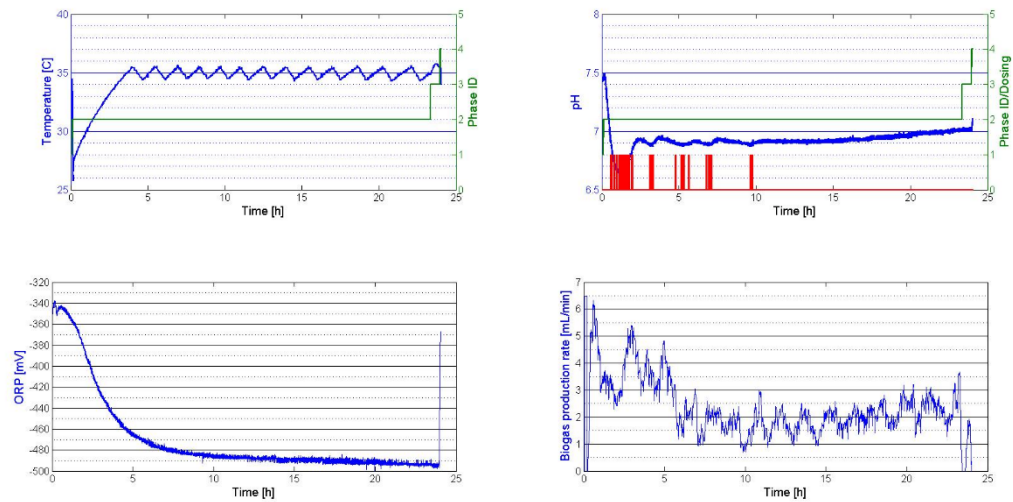 40
35
30
25
Temperature [C]
5
4
3
2
1
0
Phase ID
0 5 10 15 20 25
Time [h]
8
7.5
7
6.5
pH
5
4
3
2
1
0
Phase ID/Dosing
0 5 10 15 20 25
Time [h]
-320
-340
-360
-380
-400
-420
-440
-460
-480
-500
ORP [mV]
0 5 10 15 20 25
Time [h]
7
6
5
4
3
2
1
0
Biogas production rate [mL/min]
0 5 10 15 20 25
Time [h]